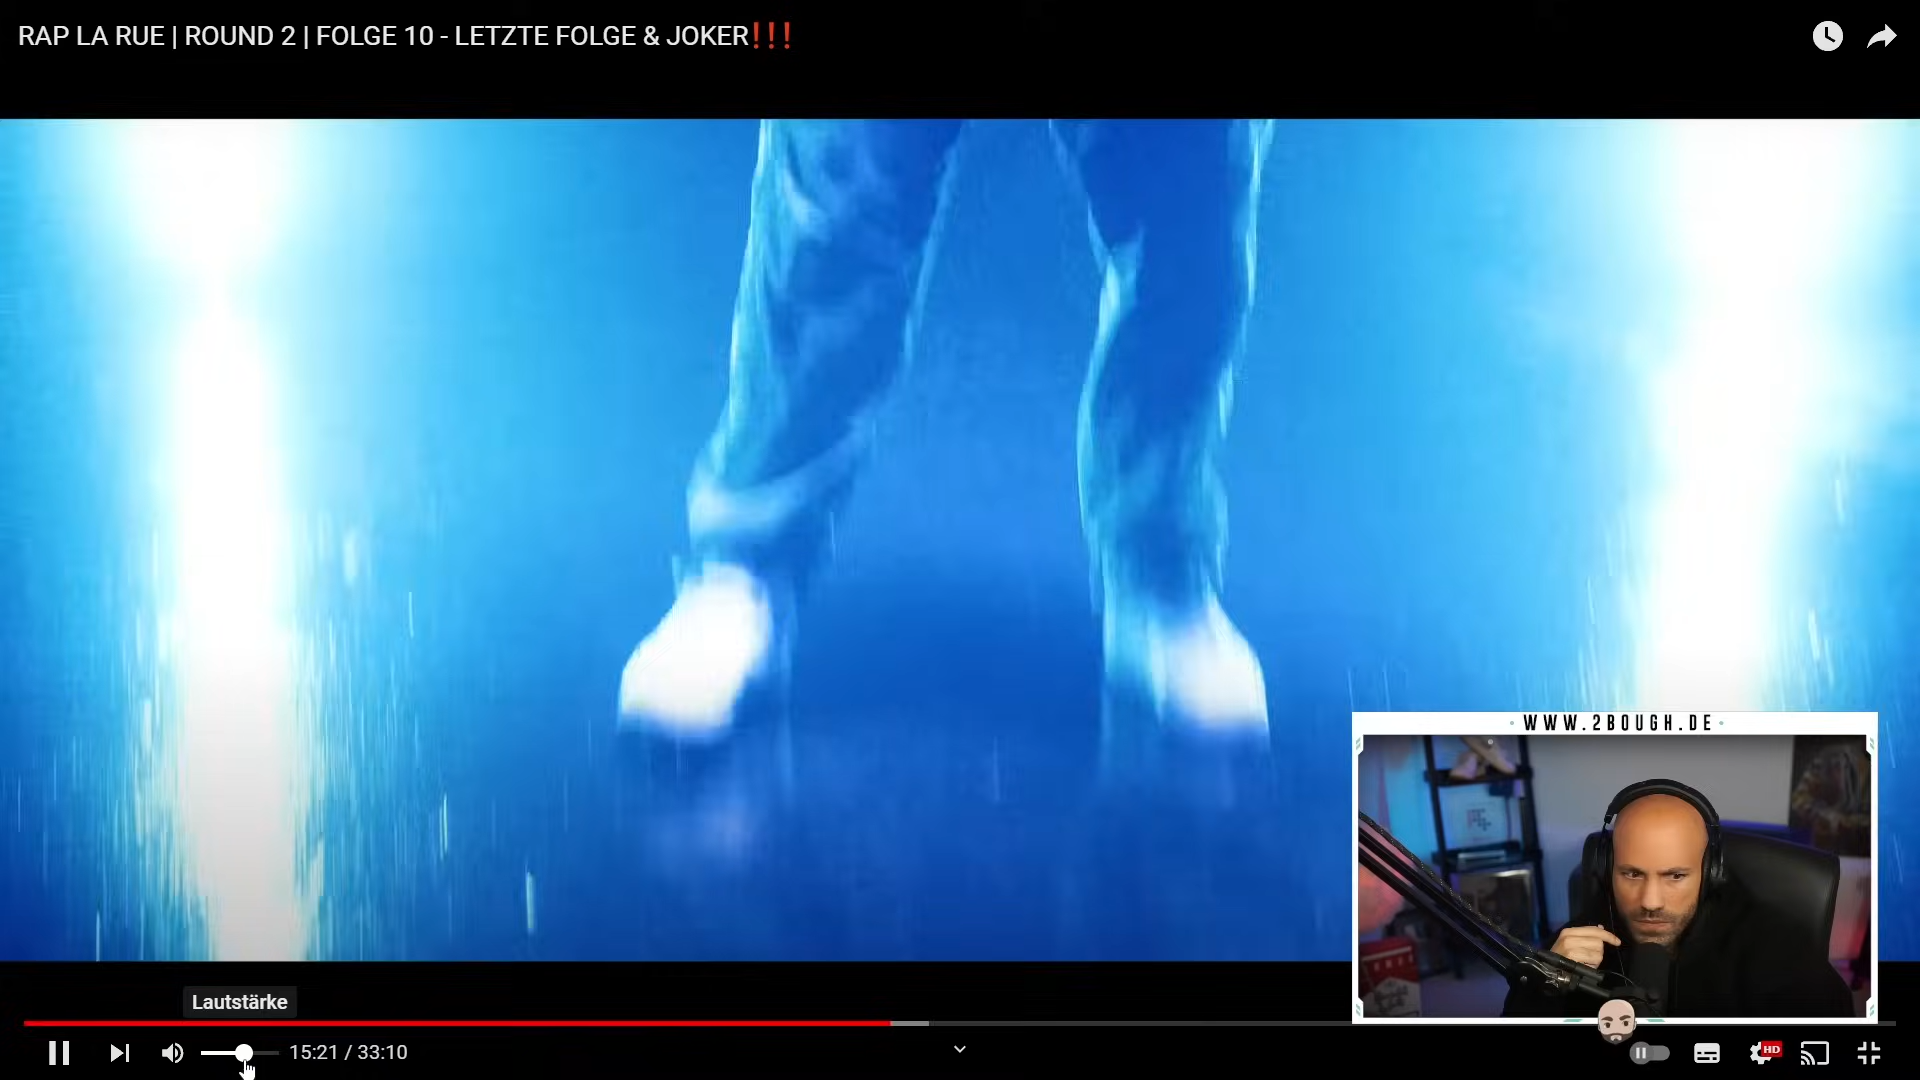 RAP LA RUE | ROUND 2 | FOLGE 10 - LETZTE FOLGE & JOKER❗❗❗
WWW.2BOUGH.DE
Lautstärke
15:21 / 33:10
HD